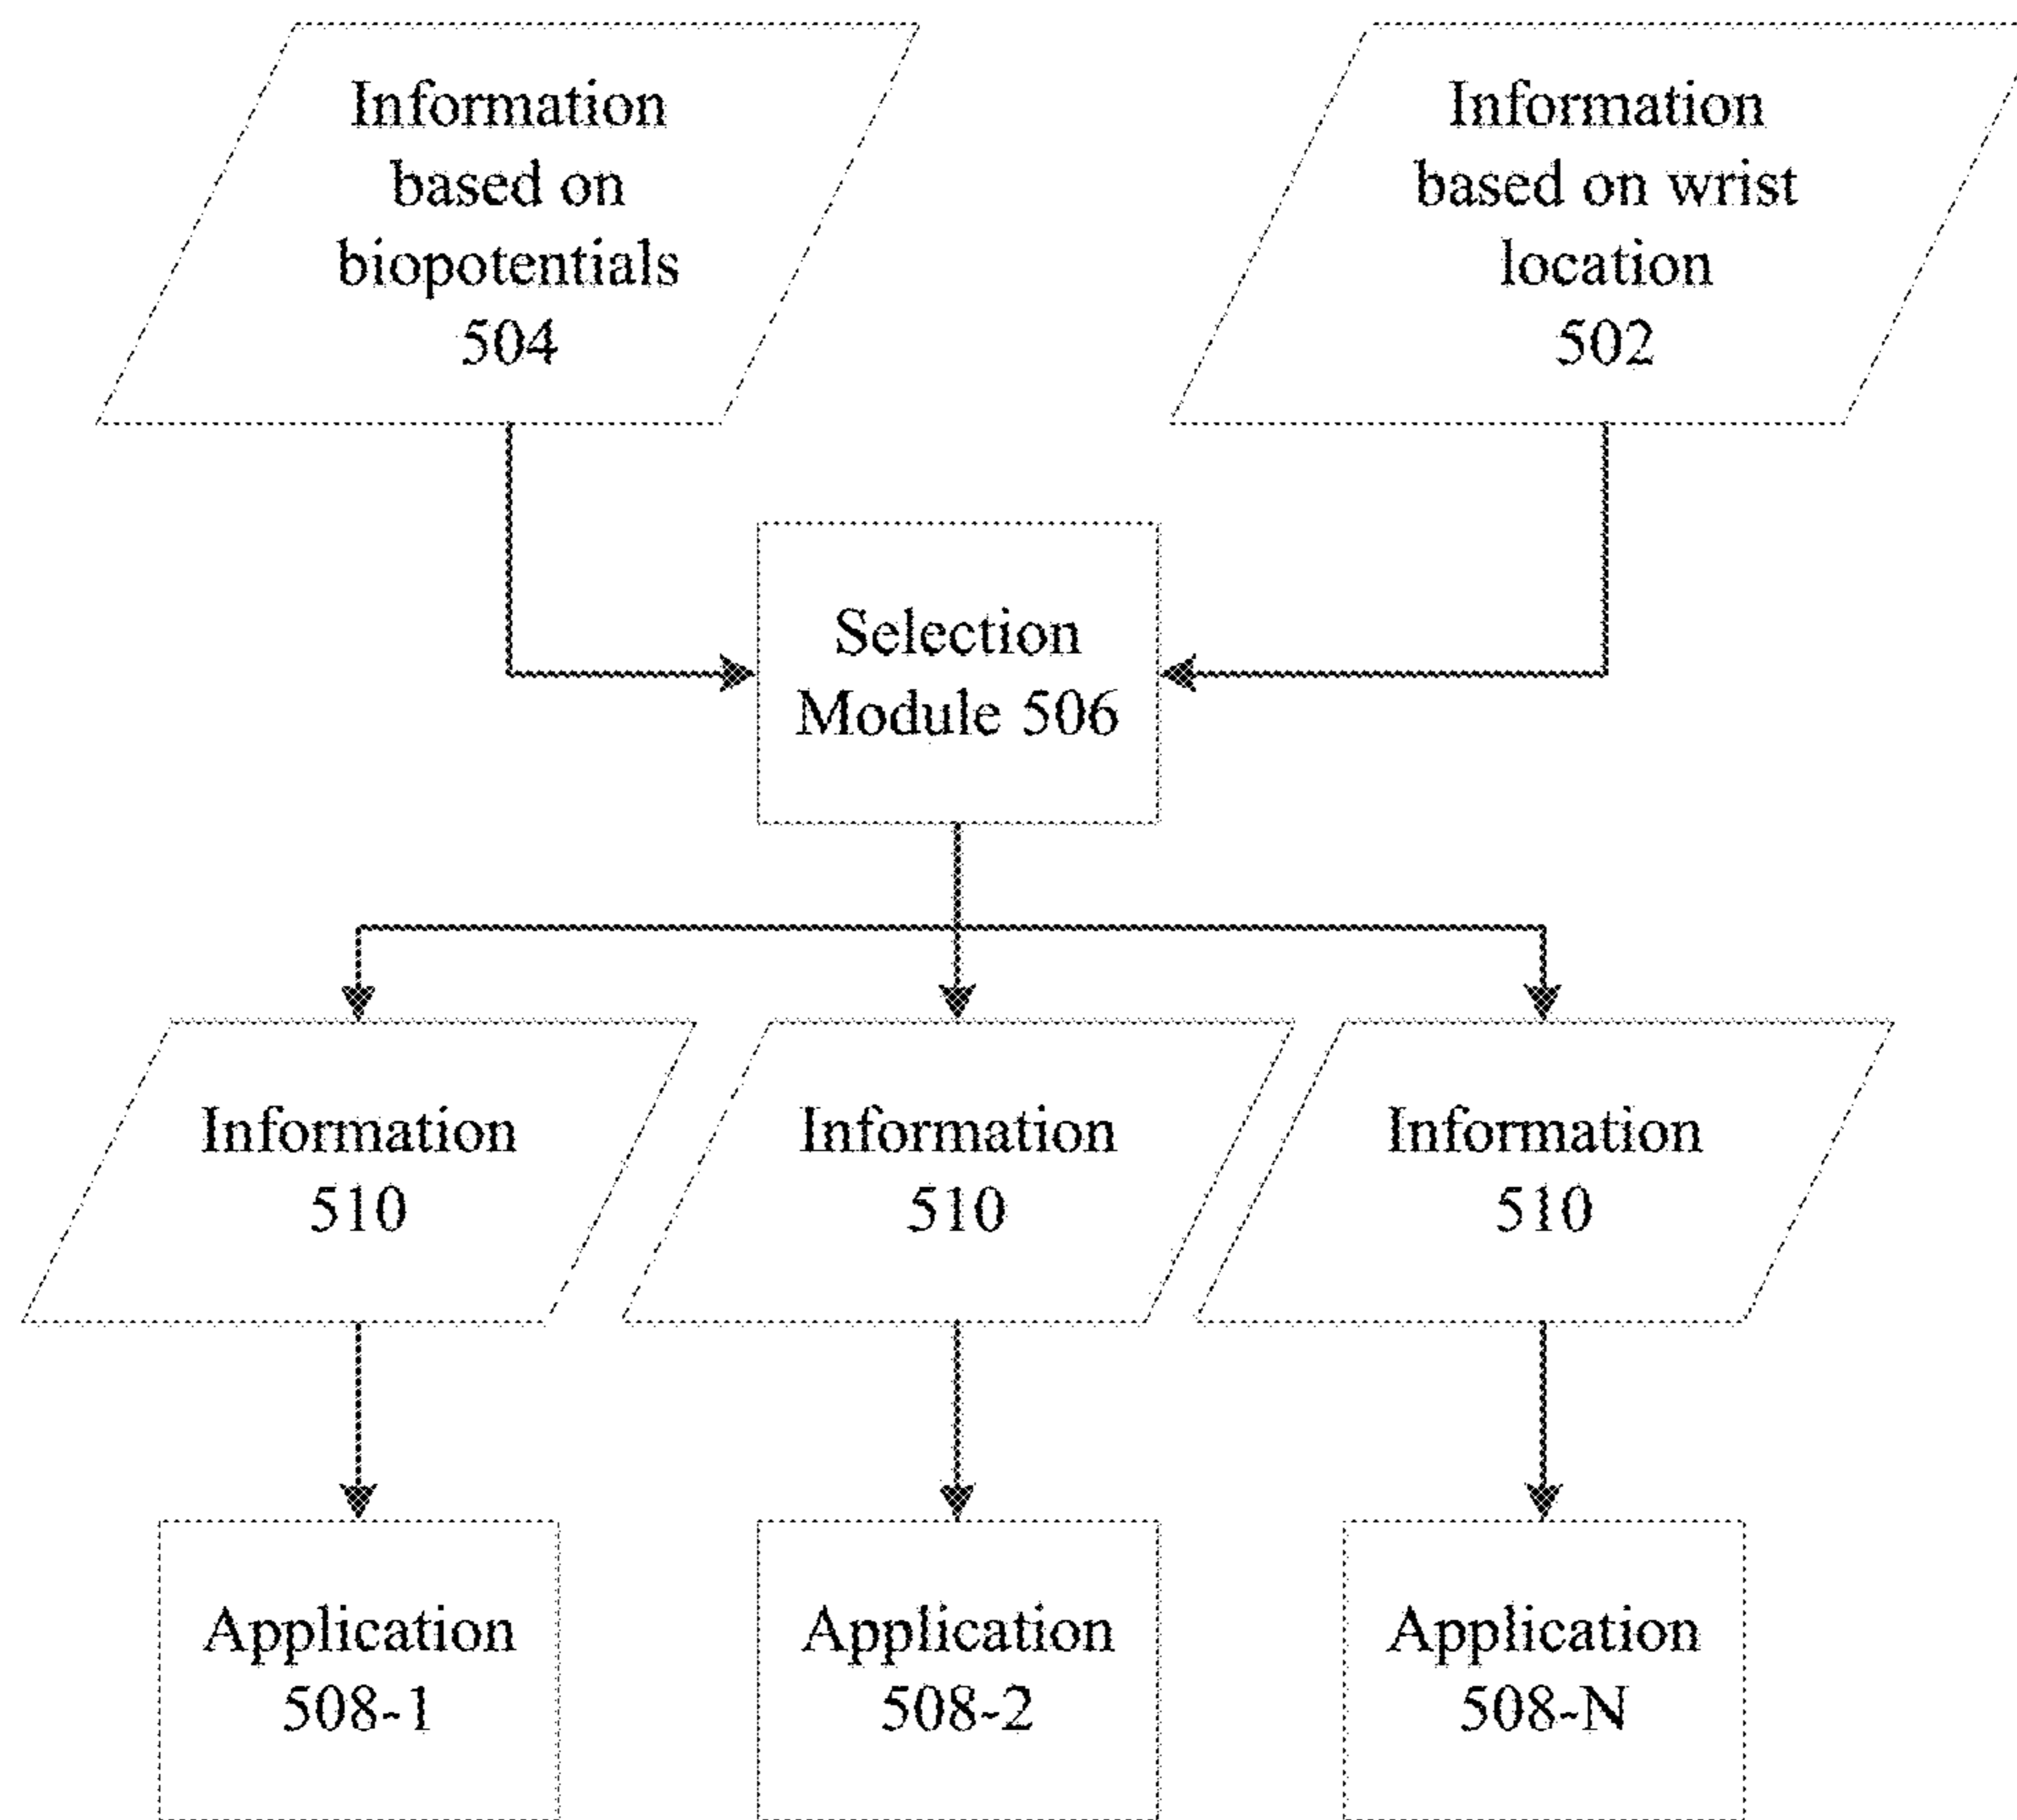 Information
based on
biopotentials
504
Information
based on wrist
location
502
Selection
Module 506
Information
510
Information
510
Information
510
Application
508-1
Application
508-2
Application
508-N